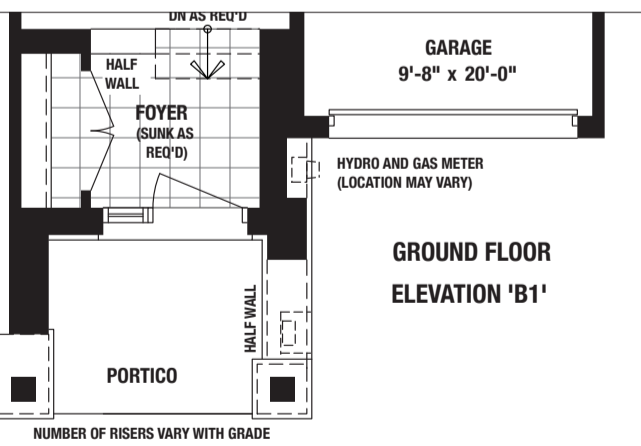 DN AS REQ'D
HALF
WALL
FOYER
(SUNK AS
REQ'D)
GARAGE
9'-8" x 20'-0"
HYDRO AND GAS METER
(LOCATION MAY VARY)
GROUND FLOOR
ELEVATION 'B1'
HALF WALL
PORTICO
NUMBER OF RISERS VARY WITH GRADE